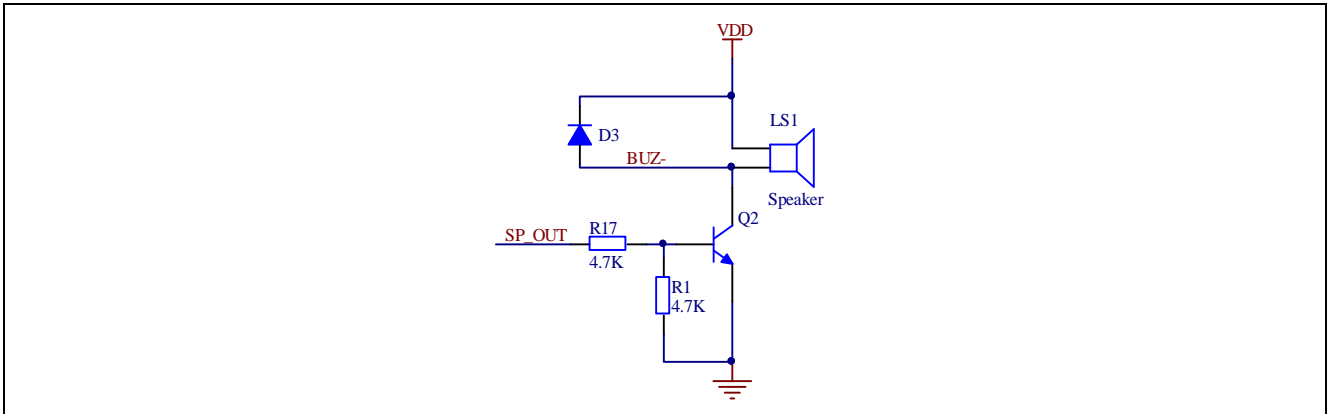 VDD
LS1
D3
BUZ-
Speaker
Q2
SP_OUT
R17
4.7K
R1
4.7K